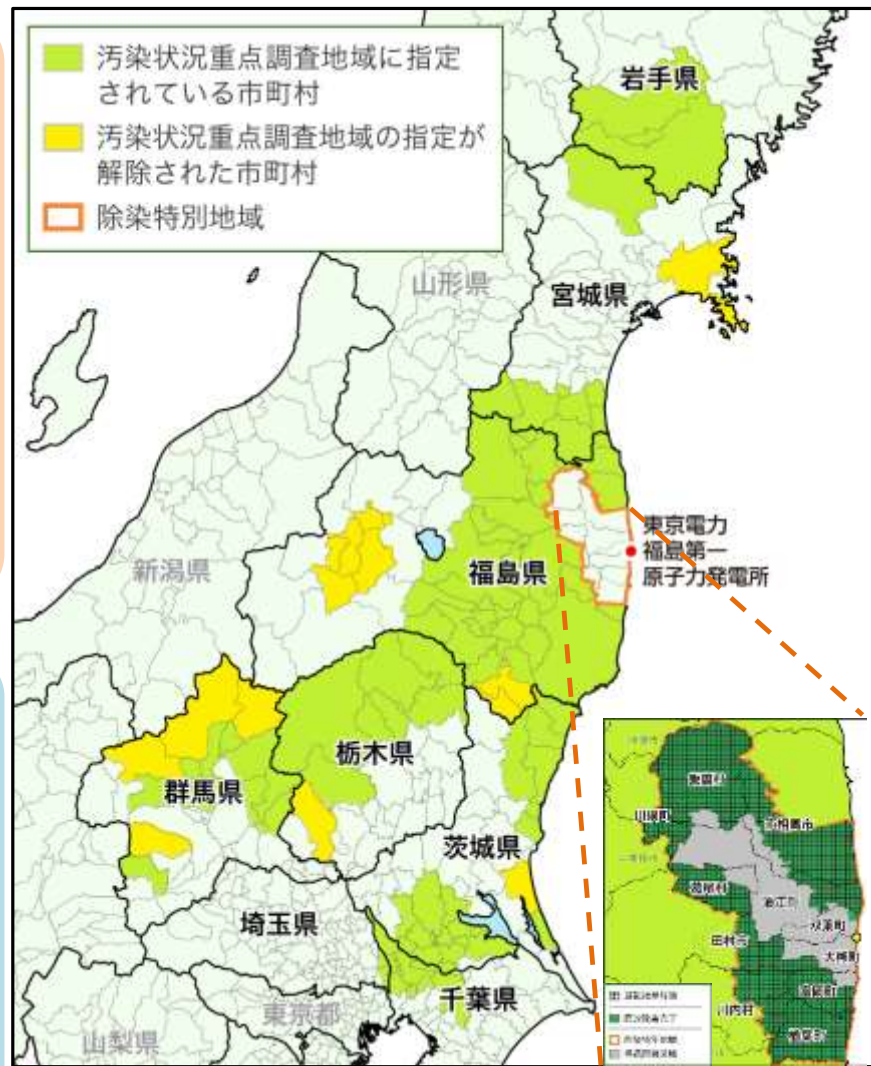 汚染状況重点調査地域に指定
されている市町村
汚染状況重点調査地域の指定が
解除された市町村
除染特別地域
岩手県
山形県
宮城県
東京電力
福島第一
原子力発電所
新潟県
福島県
栃木県
群馬県
茨城県
埼玉県
千葉県
東京都
山梨県
飯舘村
川俣町
南相馬市
葛尾村
浪江町
双葉町
田村市
大熊町
富岡町
川内村
楢葉町
除染特別地域